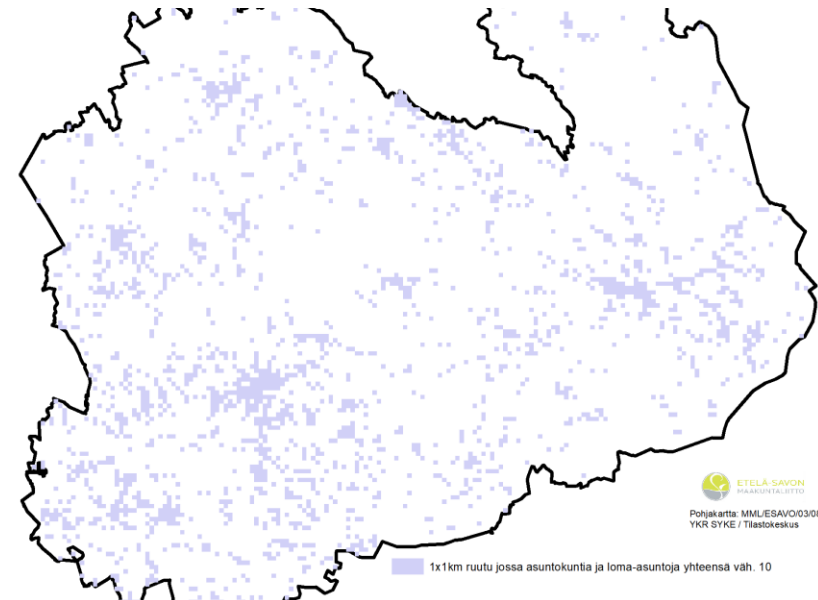 ETELÄ-SAVON
MAAKUNTALIITTO
Pohjakartta: MML/ESAVO/03/0
YKR SYKE / Tilastokeskus
1x1km ruutu jossa asuntokuntia ja loma-asuntoja yhteensä väh. 10